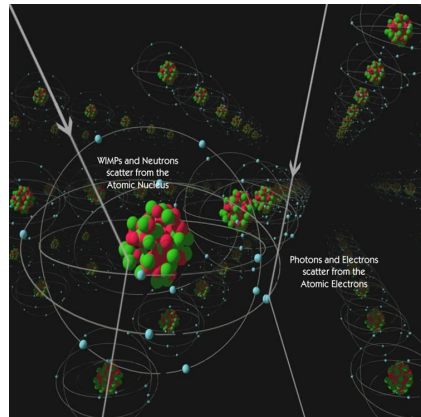 WIMPs and Neutrons
scatter from the
Atomic Nucleus
Photons and Electrons
scatter from the
Atomic Electrons